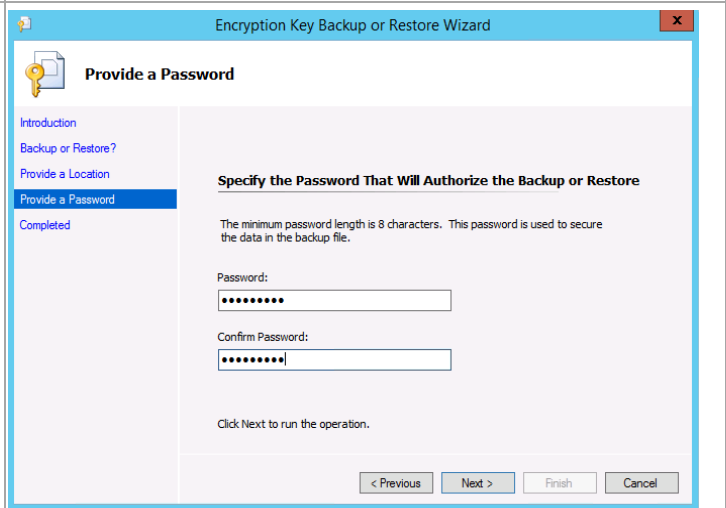 Encryption Key Backup or Restore Wizard
x
Provide a Password
Introduction
Backup or Restore?
Provide a Location
Provide a Password
Completed
Specify the Password That Will Authorize the Backup or Restore
The minimum password length is 8 characters. This password is used to secure
the data in the backup file.
Password:
•••••••••
Confirm Password:
•••••••••
Click Next to run the operation.
< Previous
Next >
Finish
Cancel